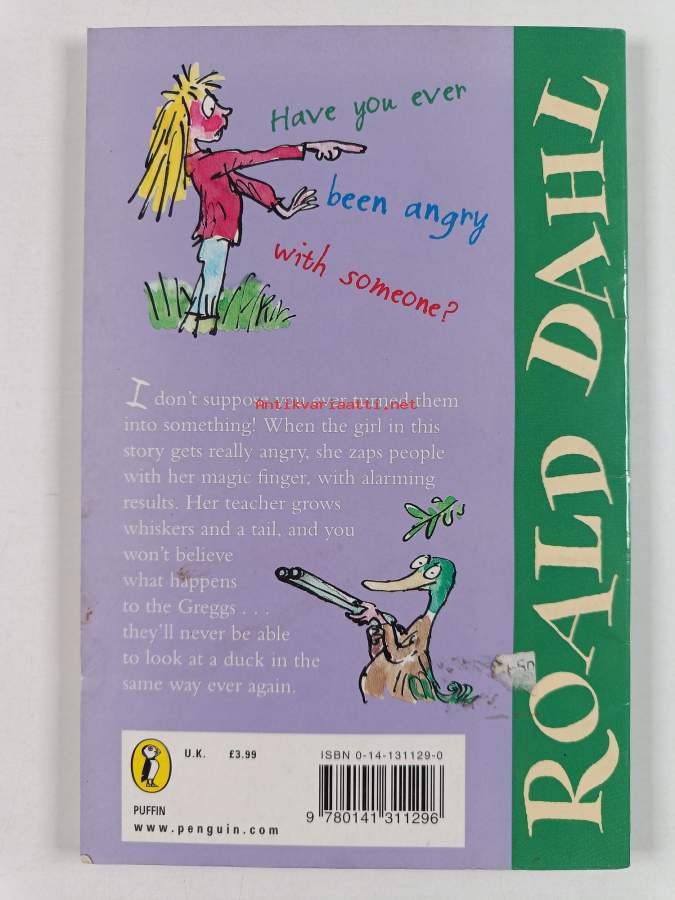 Have you ever
been angry
with someone?
I don't suppose you ever turned them
Antikvariaatti.net
into something! When the girl in this
story gets really angry, she zaps people
with her magic finger, with alarming
results. Her teacher grows
whiskers and a tail, and you
won't believe
what happens
to the Greggs . . .
they'll never be able
to look at a duck in the
same way ever again.
ROALD DAHL
U.K. £3.99
ISBN 0-14-131129-0
9 780141 311296
PUFFIN
www.penguin.com